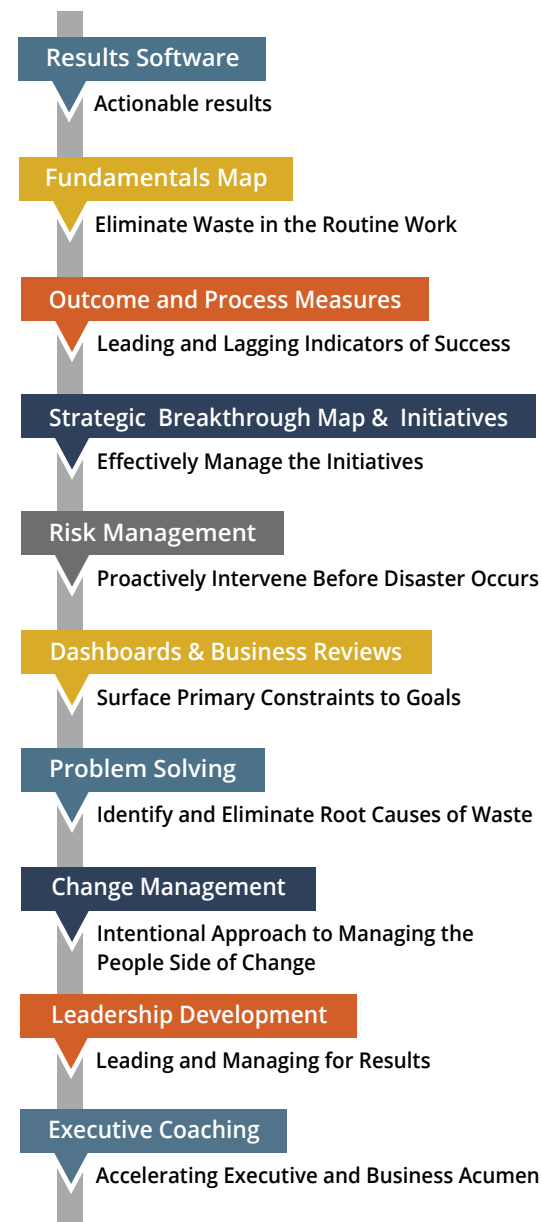 Results Software
Actionable results
Fundamentals Map
Eliminate Waste in the Routine Work
Outcome and Process Measures
Leading and Lagging Indicators of Success
Strategic Breakthrough Map & Initiatives
Effectively Manage the Initiatives
Risk Management
Proactively Intervene Before Disaster Occurs
Dashboards & Business Reviews
Surface Primary Constraints to Goals
Problem Solving
Identify and Eliminate Root Causes of Waste
Change Management
Intentional Approach to Managing the
People Side of Change
Leadership Development
Leading and Managing for Results
Executive Coaching
Accelerating Executive and Business Acumen